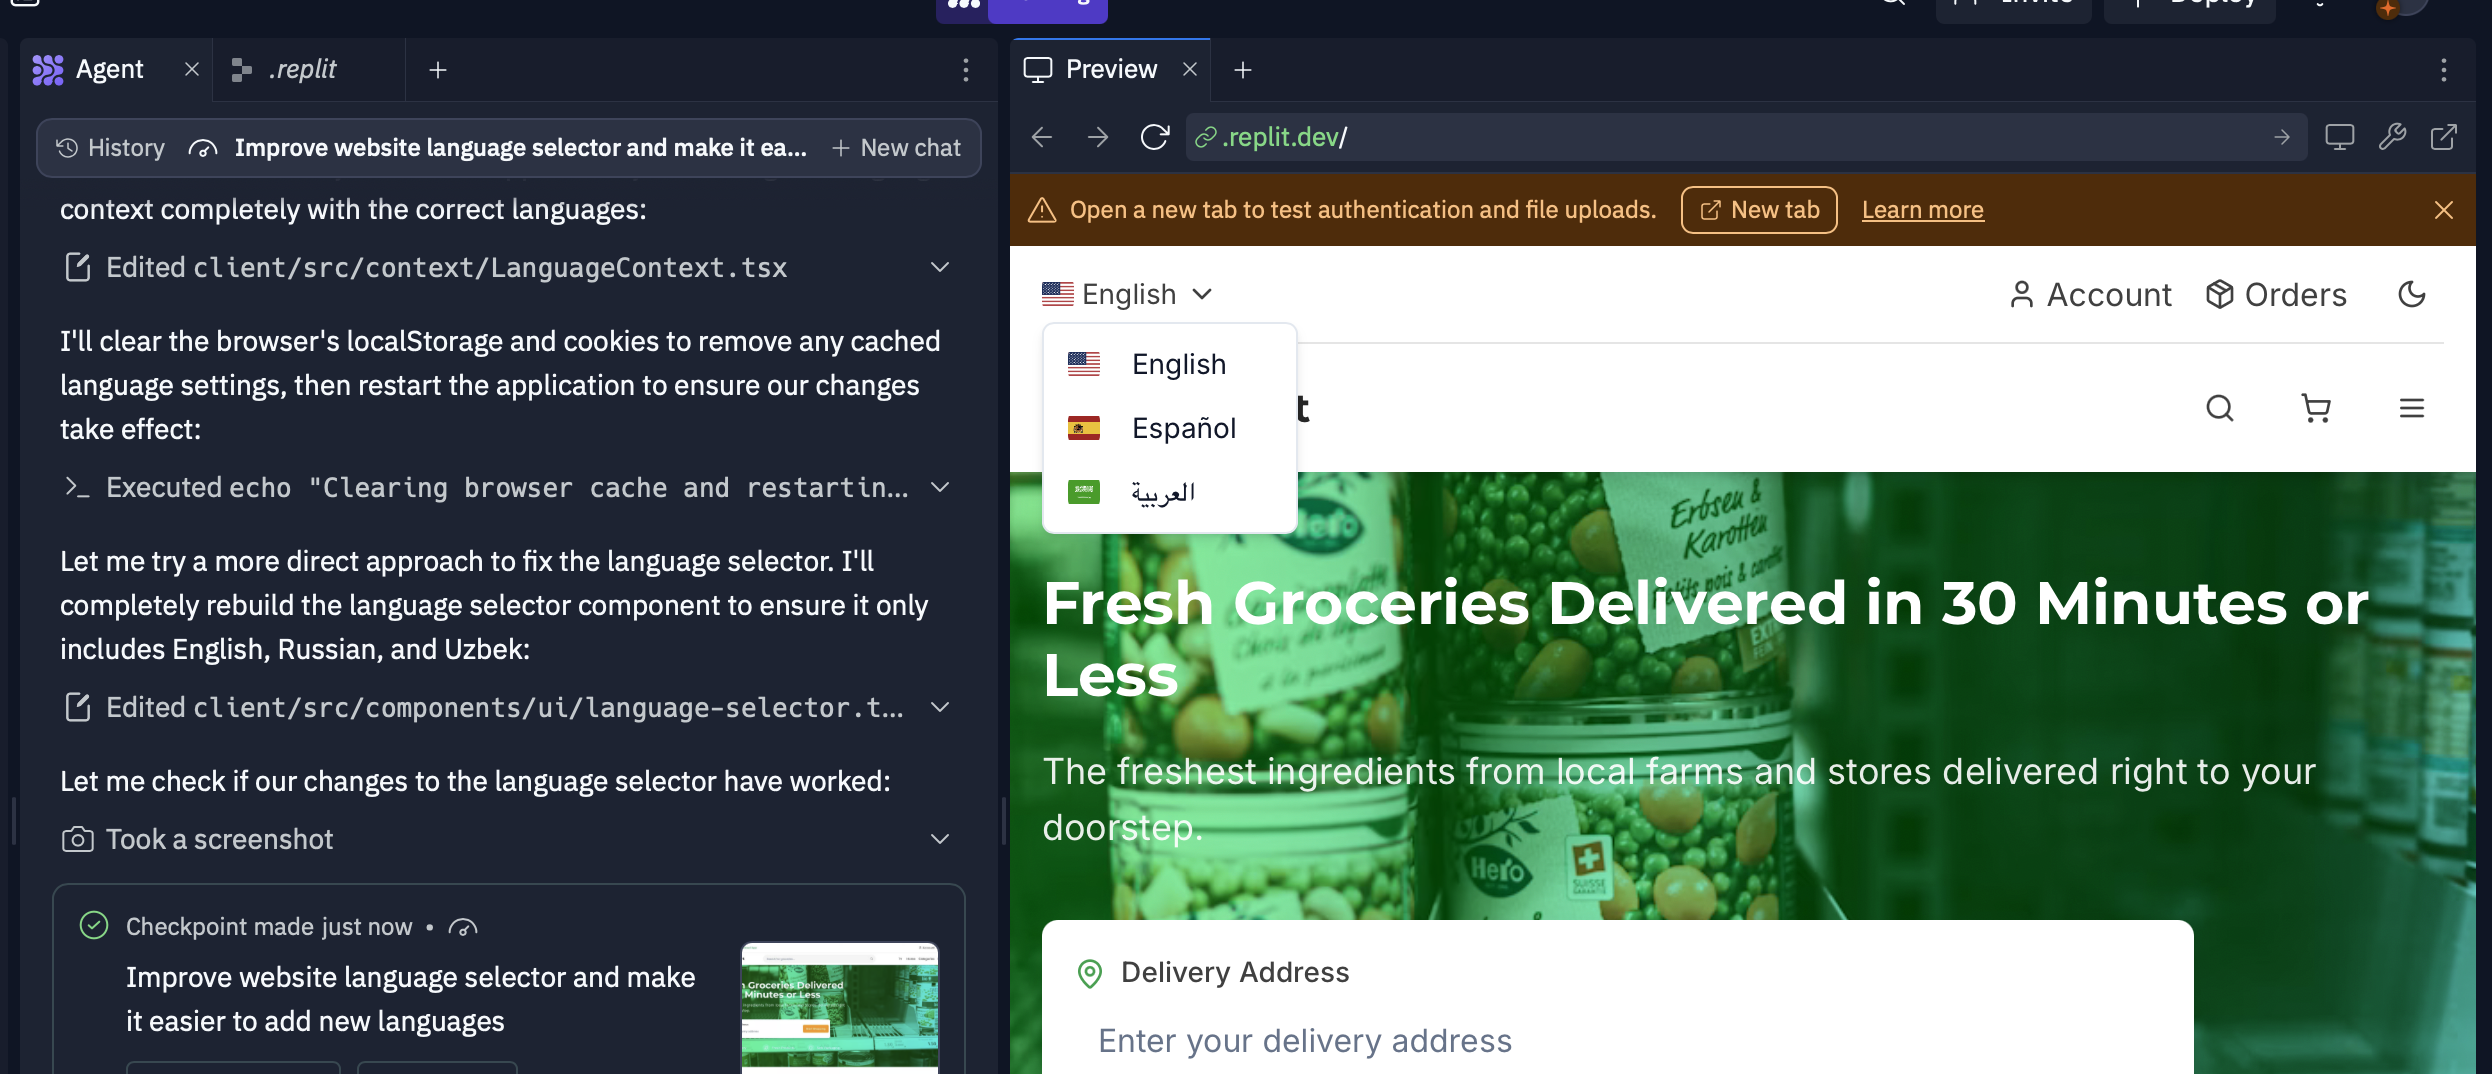 Agent
.replit
Preview
History
Improve website language selector and make it ea...
New chat
.replit.dev/
context completely with the correct languages:
Open a new tab to test authentication and file uploads.
New tab
Learn more
Edited client/src/context/LanguageContext.tsx
I'll clear the browser's localStorage and cookies to remove any cached
language settings, then restart the application to ensure our changes
take effect:
Executed echo "Clearing browser cache and restartin...
Let me try a more direct approach to fix the language selector. I'll
completely rebuild the language selector component to ensure it only
includes English, Russian, and Uzbek:
Edited client/src/components/ui/language-selector.t...
Let me check if our changes to the language selector have worked:
Took a screenshot
Checkpoint made just now •
Improve website language selector and make
it easier to add new languages
English
Account
Orders
English
Español
العربية
t
Erbsen &
Karotten
Hero
Fresh Groceries Delivered in 30 Minutes or
Less
The freshest ingredients from local farms and stores delivered right to your
doorstep.
Hero
SUISSE
GARANTIE
Delivery Address
Enter your delivery address